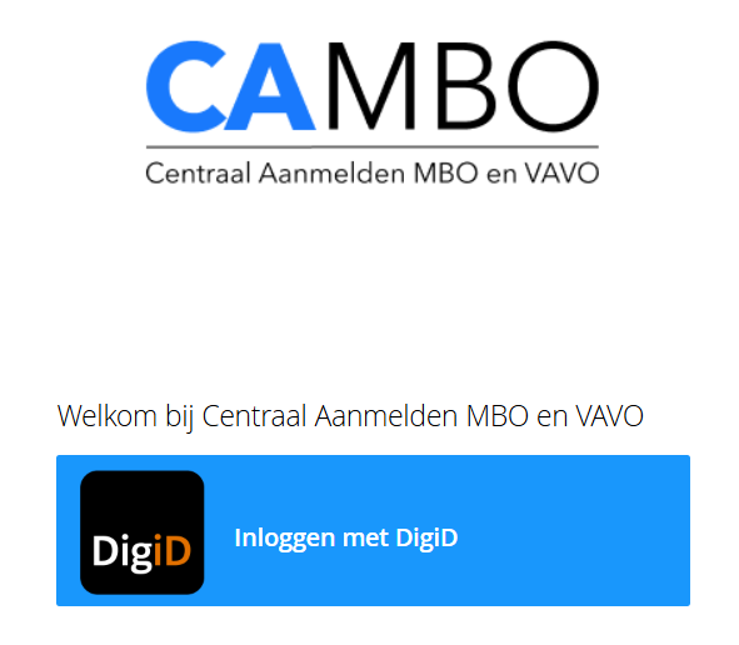 CAMBO
Centraal Aanmelden MBO en VAVO
Welkom bij Centraal Aanmelden MBO en VAVO
DigiD
Inloggen met DigiD